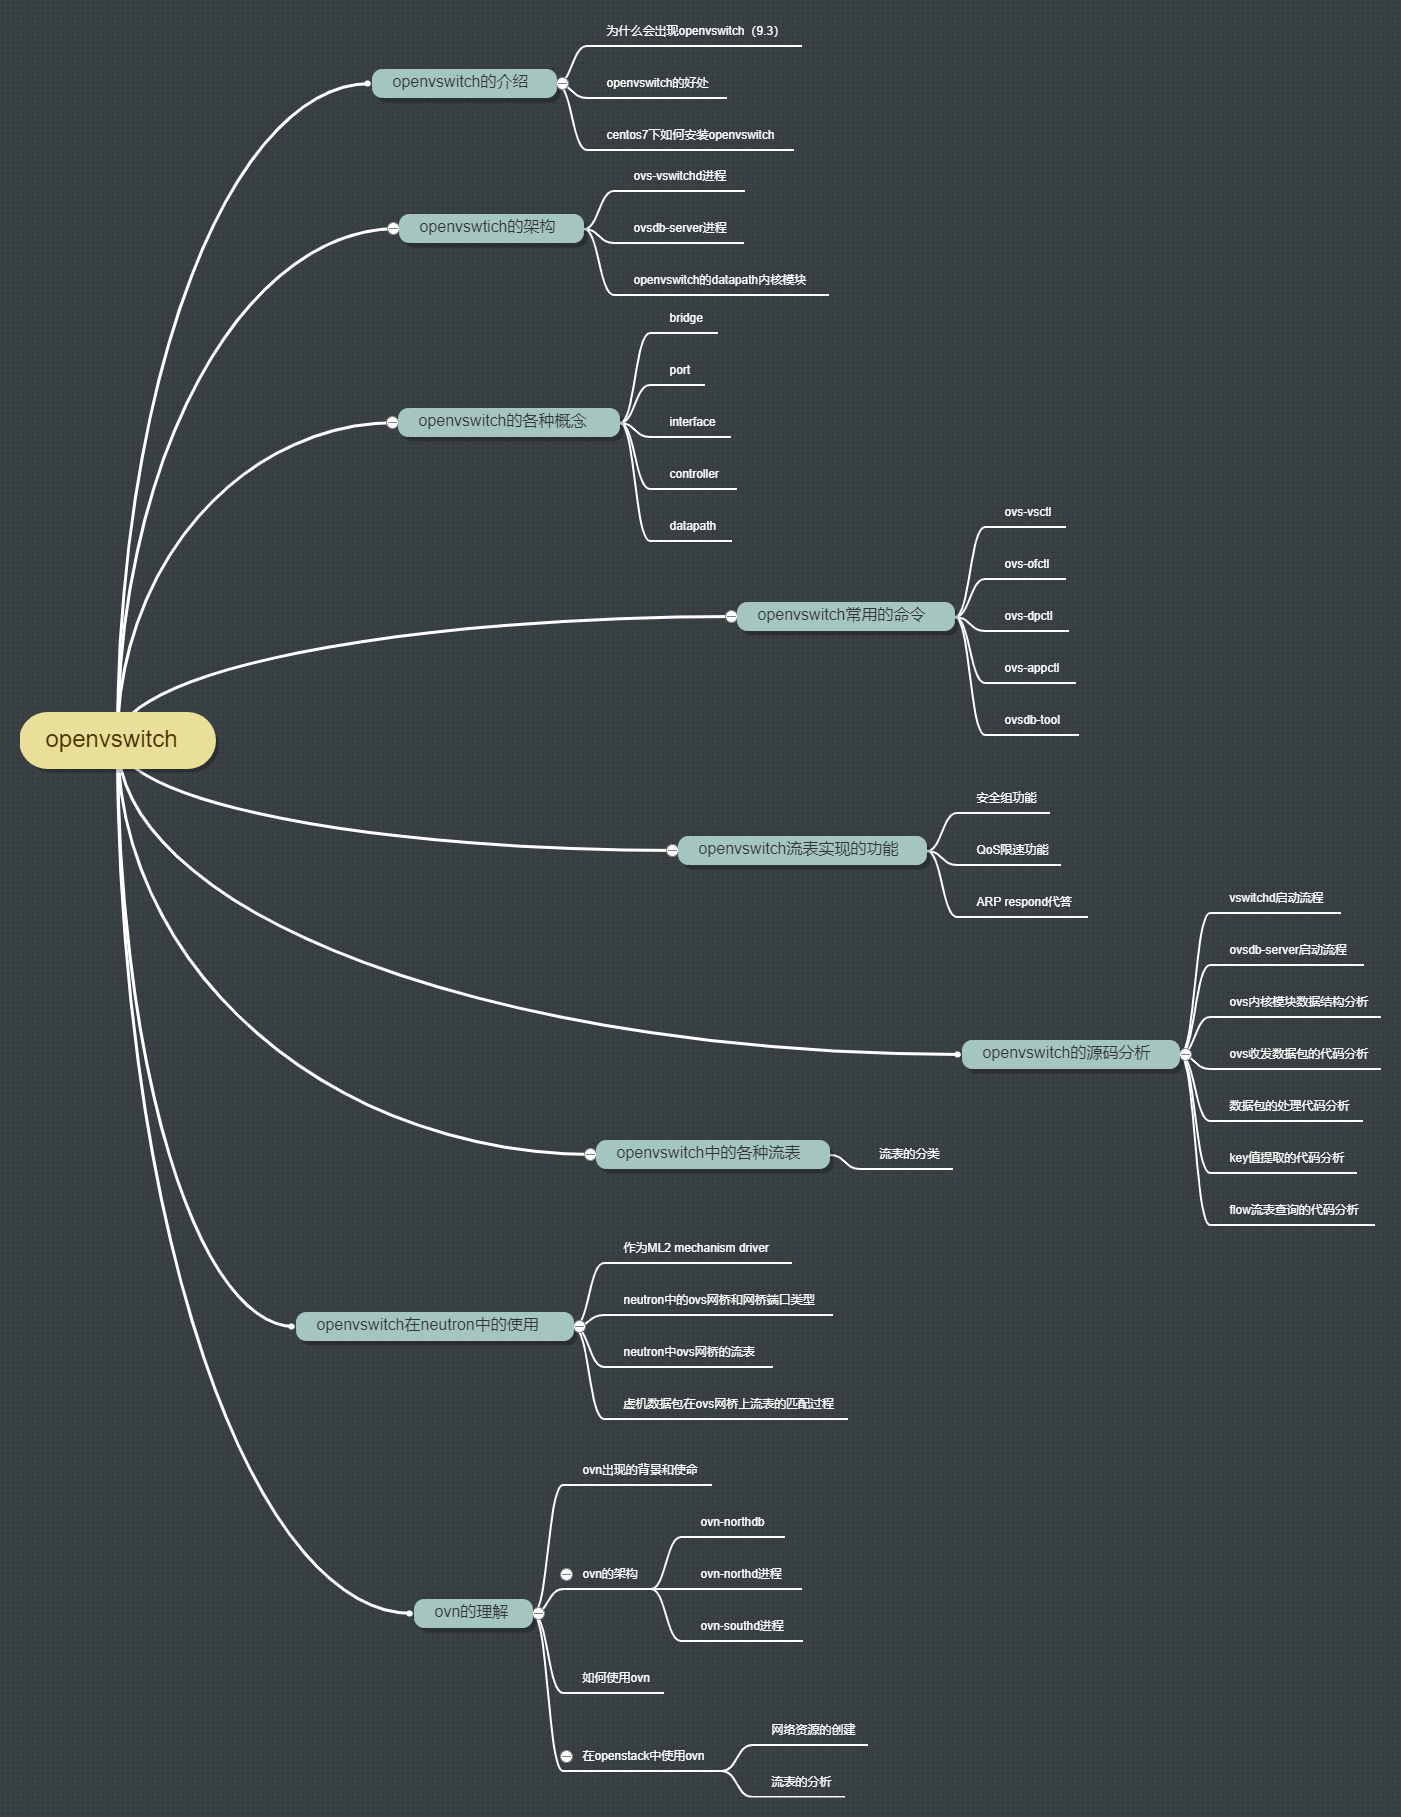 openvswitch
openvswitch的介绍
为什么会出现openvswitch（9.3）
openvswitch的好处
centos7下如何安装openvswitch
openvswtich的架构
ovs-vswitchd进程
ovsdb-server进程
openvswitch的datapath内核模块
openvswitch的各种概念
bridge
port
interface
controller
datapath
openvswitch常用的命令
ovs-vsctl
ovs-ofctl
ovs-dpctl
ovs-appctl
ovsdb-tool
openvswitch流表实现的功能
安全组功能
QoS限速功能
ARP respond代答
openvswitch的源码分析
vswitchd启动流程
ovsdb-server启动流程
ovs内核模块数据结构分析
ovs收发数据包的代码分析
数据包的处理代码分析
key值提取的代码分析
flow流表查询的代码分析
openvswitch中的各种流表
流表的分类
openvswitch在neutron中的使用
作为ML2 mechanism driver
neutron中的ovs网桥和网桥端口类型
neutron中ovs网桥的流表
虚机数据包在ovs网桥上流表的匹配过程
ovn的理解
ovn出现的背景和使命
ovn的架构
ovn-northdb
ovn-northd进程
ovn-southd进程
如何使用ovn
在openstack中使用ovn
网络资源的创建
流表的分析